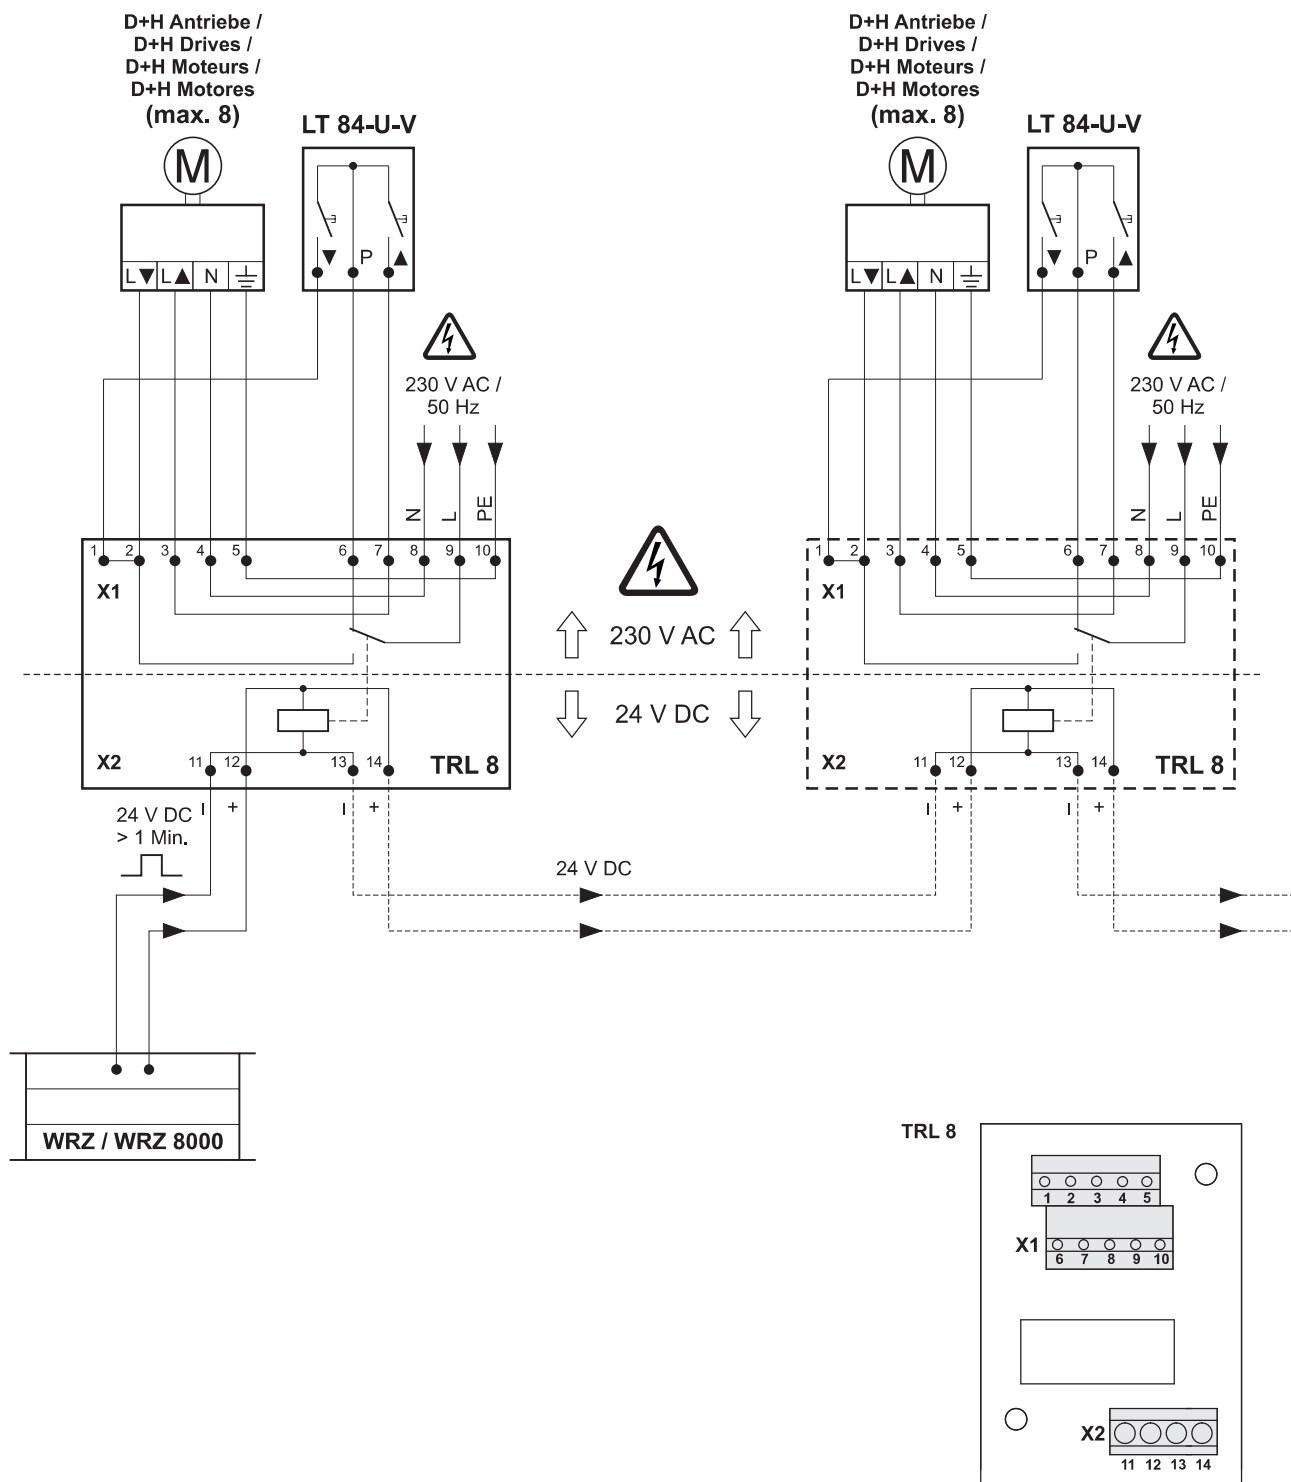 D+H Antriebe /
D+H Drives /
D+H Moteurs /
D+H Motores
(max. 8)
LT 84-U-V
M
L▼ L▲ N
▼ P ▲
230 V AC /
50 Hz
N L PE
1 2 3 4 5 6 7 8 9 10
X1
X2
11 12 13 14
TRL 8
I + I +
24 V DC
> 1 Min.
WRZ / WRZ 8000
230 V AC
24 V DC
24 V DC
D+H Antriebe /
D+H Drives /
D+H Moteurs /
D+H Motores
(max. 8)
LT 84-U-V
M
L▼ L▲ N
▼ P ▲
230 V AC /
50 Hz
N L PE
1 2 3 4 5 6 7 8 9 10
X1
X2
11 12 13 14
TRL 8
I + I +
TRL 8
1 2 3 4 5
X1
6 7 8 9 10
X2
11 12 13 14